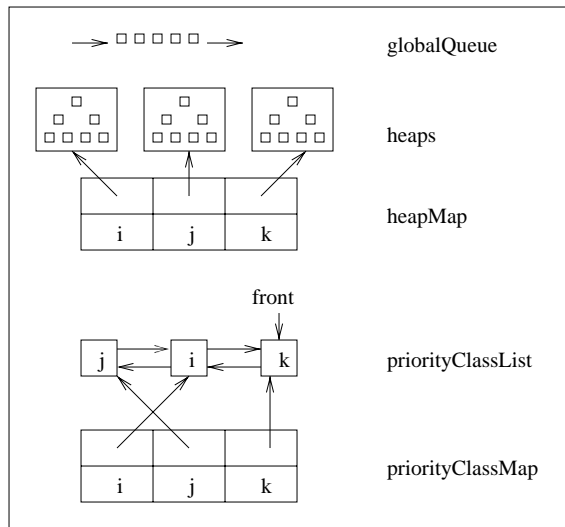 globalQueue
heaps
heapMap
i j k
front
j i k
priorityClassList
priorityClassMap
i j k